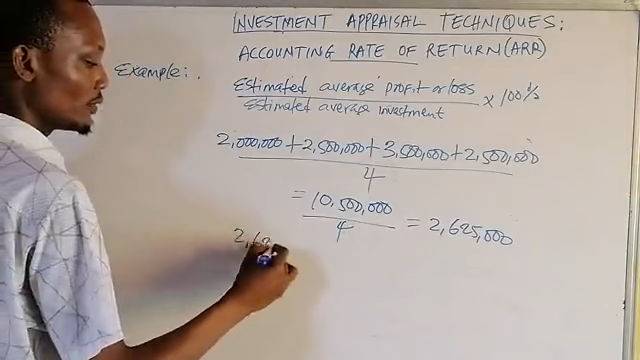 INVESTMENT APPRAISAL TECHNIQUES:
ACCOUNTING RATE OF RETURN (ARR)
Example:.
Estimated average profit or loss
Estimated average investment × 100%
2,000,000 + 2,500,000 + 3,500,000 + 2,500,000
4
= 10,500,000
4 = 2,625,000
2,62